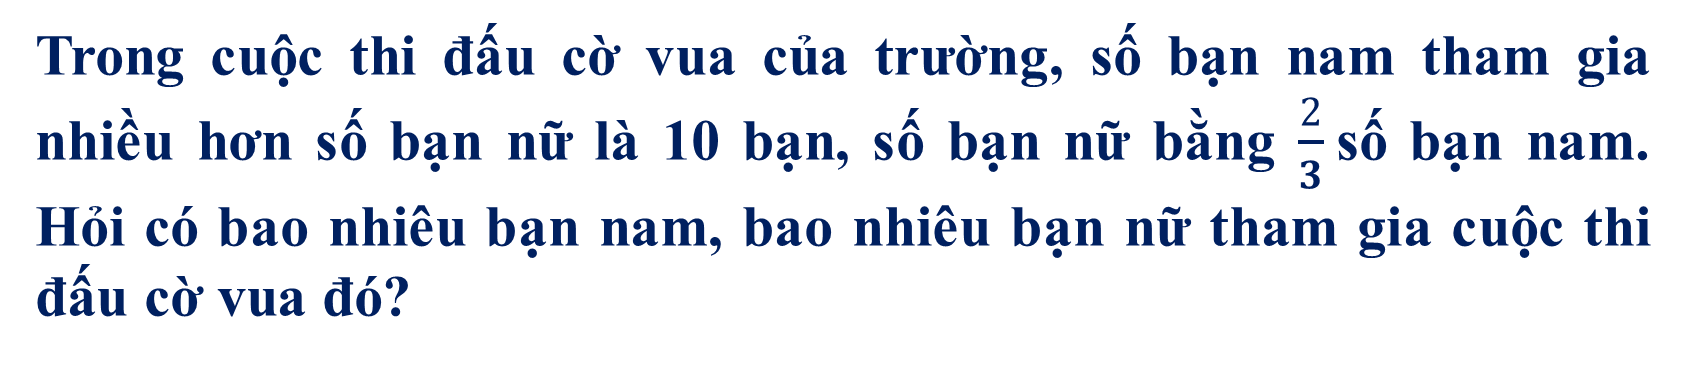 Trong cuộc thi đấu cờ vua của trường, số bạn nam tham gia
nhiều hơn số bạn nữ là 10 bạn, số bạn nữ bằng 2/3 số bạn nam.
Hỏi có bao nhiêu bạn nam, bao nhiêu bạn nữ tham gia cuộc thi
đấu cờ vua đó?